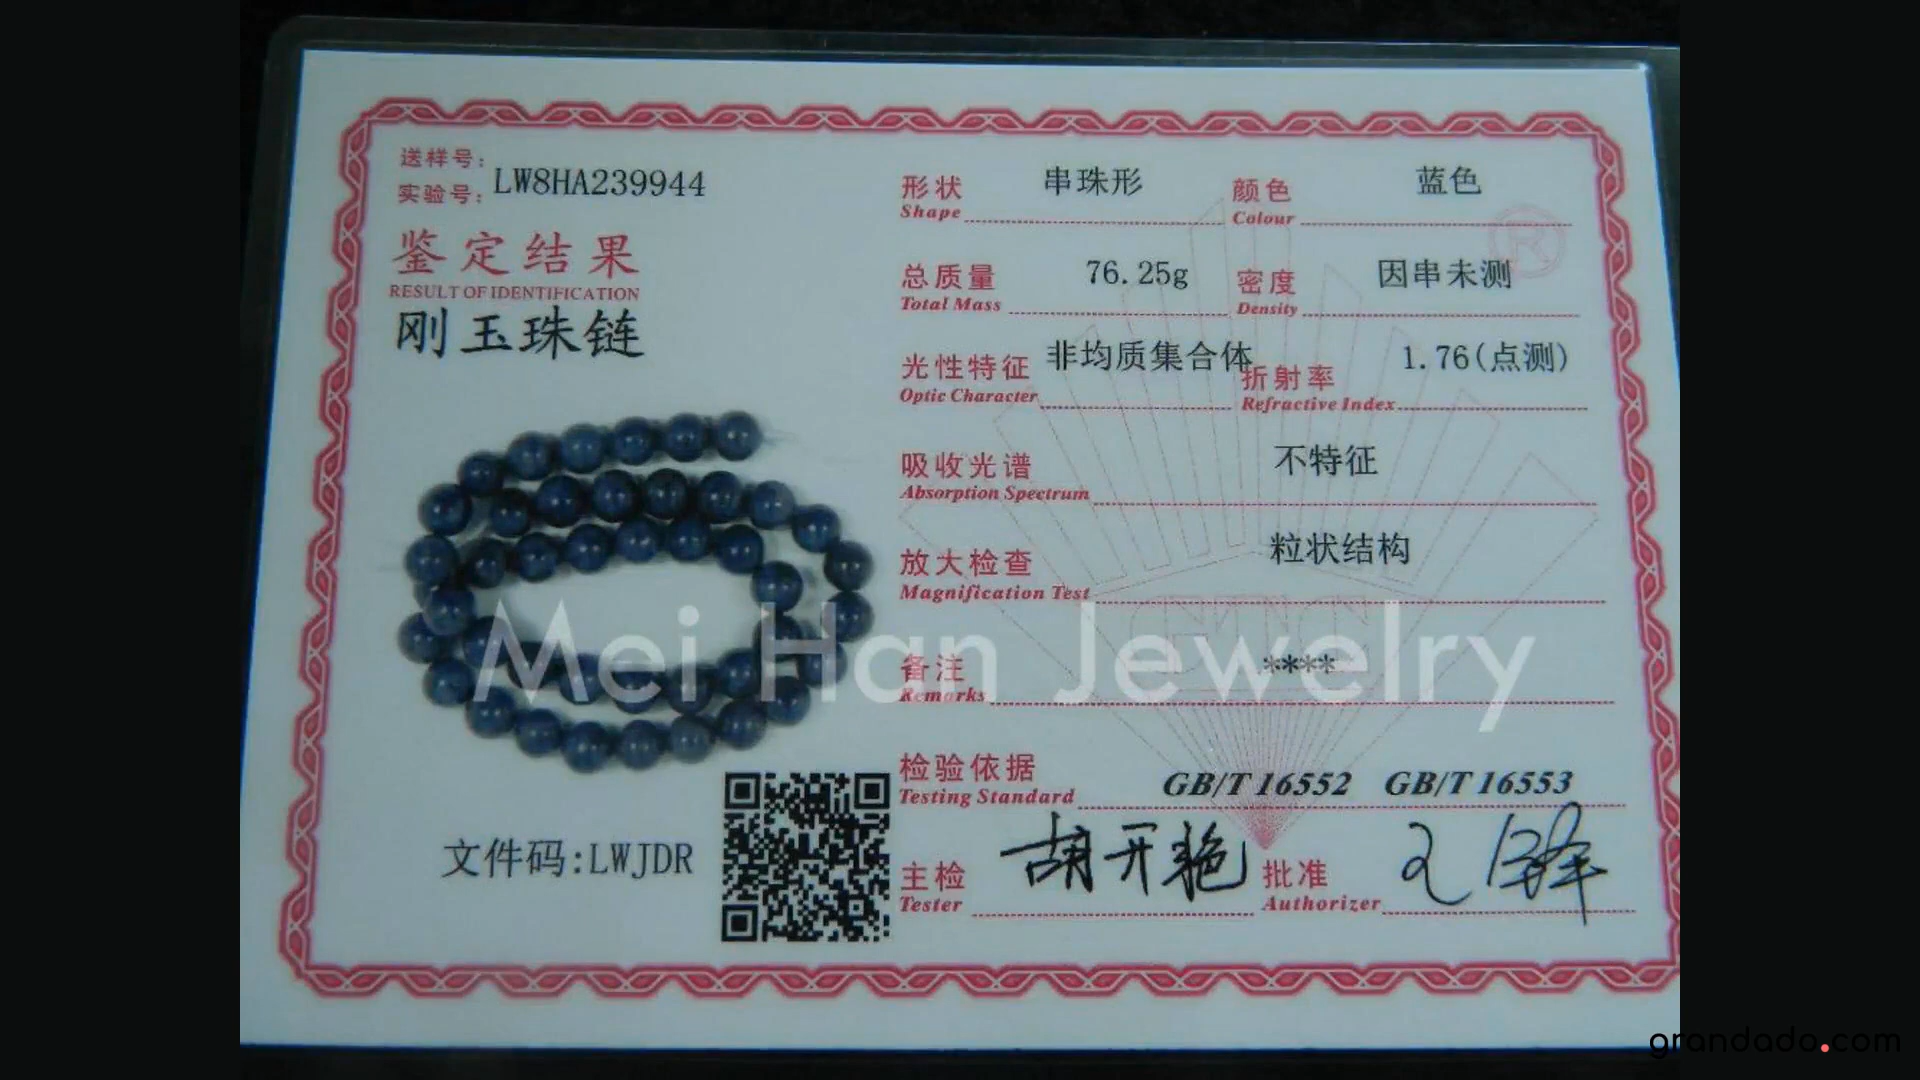 送样号:
实验号: LW8HA239944
鉴定结果
RESULT OF IDENTIFICATION
刚玉珠链
文件码:LWJDR
形状 串珠形 颜色 蓝色
Shape Colour
总质量 76.25g 密度 因串未测
Total Mass Density
光性特征 非均质集合体 折射率 1.76(点测)
Optic Character Refractive Index
吸收光谱 不特征
Absorption Spectrum
放大检查 粒状结构
Magnification Test
备注 ****
Remarks
检验依据 GB/T 16552 GB/T 16553
Testing Standard
主检 胡开艳 批准
Tester Authorizer
GTC
R
Mei Han Jewelry
grandado.com